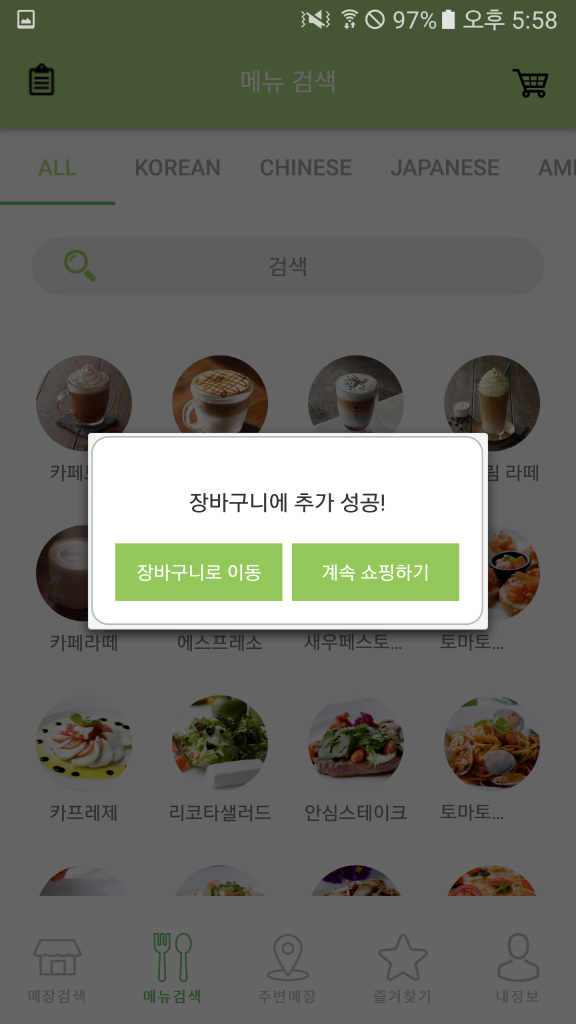 97% 오후 5:58
메뉴 검색
ALL KOREAN CHINESE JAPANESE
검색
라떼
장바구니에 추가 성공!
장바구니로 이동 계속 쇼핑하기
카페라떼 에스프레소 새우페스토... 토마토...
카프레제 리코타샐러드 안심스테이크 토마토...
매장검색 메뉴검색 주변매장 즐겨찾기 내정보